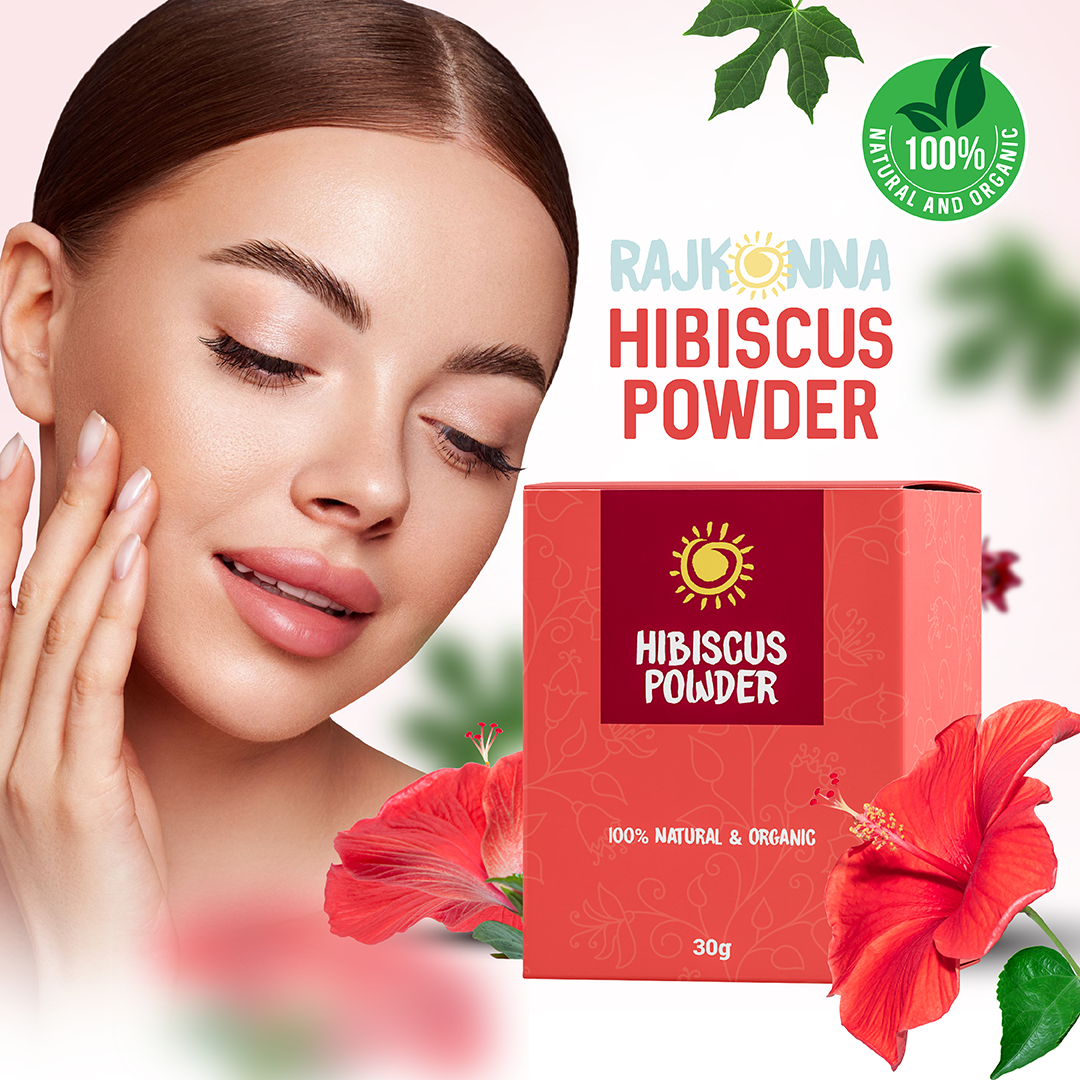 100%
NATURAL AND ORGANIC
RAJKONNA
HIBISCUS
POWDER
HIBISCUS
POWDER
100% NATURAL & ORGANIC
30g